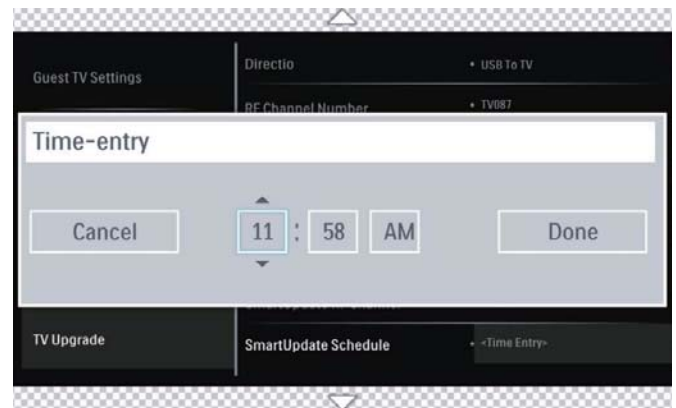 Guest TV Settings
Directio
• USB To TV
RF Channel Number
• TV087
Time-entry
Cancel
11 : 58 AM
Done
TV Upgrade
SmartUpdate Schedule
• <Time Entry>